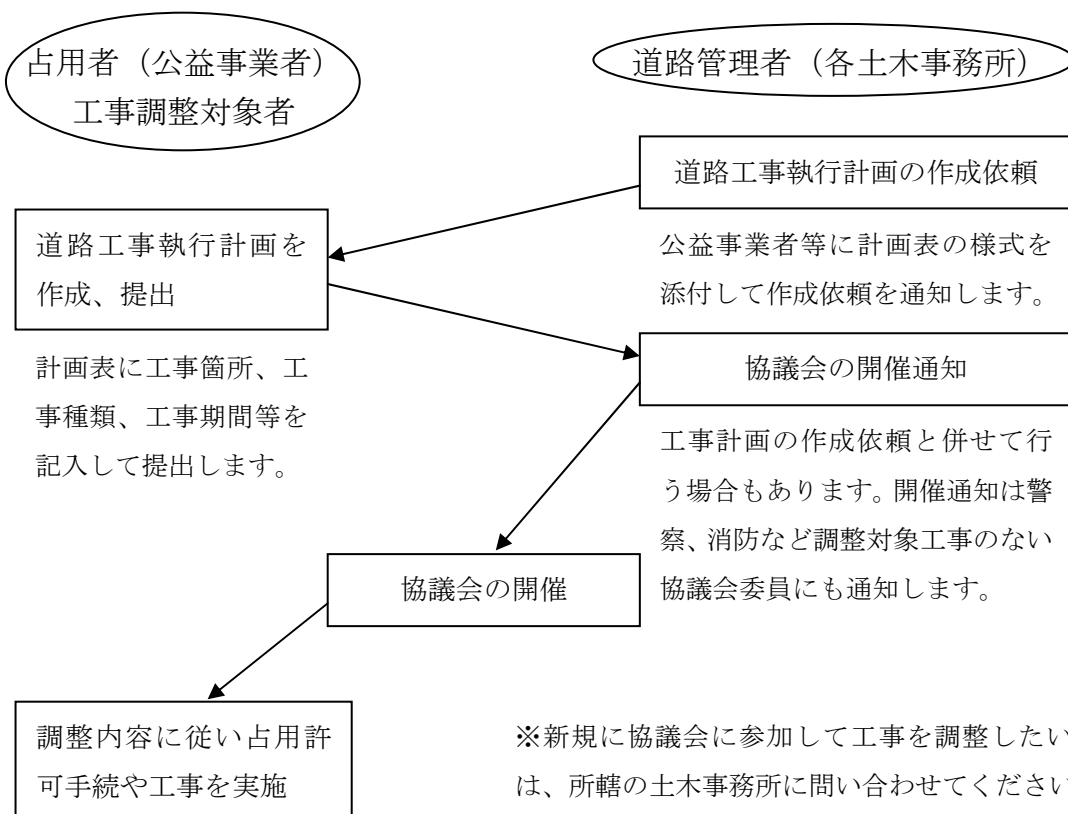 占用者（公益事業者）
工事調整対象者
道路管理者（各土木事務所）
道路工事執行計画の作成依頼
公益事業者等に計画表の様式を
添付して作成依頼を通知します。
道路工事執行計画を
作成、提出
計画表に工事箇所、工
事種類、工事期間等を
記入して提出します。
協議会の開催通知
工事計画の作成依頼と併せて行
う場合もあります。開催通知は警
察、消防など調整対象工事のない
協議会委員にも通知します。
協議会の開催
調整内容に従い占用許
可手続や工事を実施
※新規に協議会に参加して工事を調整したい
は、所轄の土木事務所に問い合わせてください